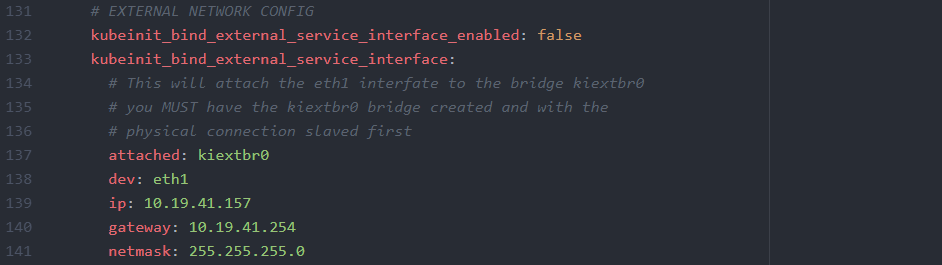 131 # EXTERNAL NETWORK CONFIG
132 kubeinit_bind_external_service_interface_enabled: false
133 kubeinit_bind_external_service_interface:
134 # This will attach the eth1 interfate to the bridge kiextbr0
135 # you MUST have the kiextbr0 bridge created and with the
136 # physical connection slaved first
137 attached: kiextbr0
138 dev: eth1
139 ip: 10.19.41.157
140 gateway: 10.19.41.254
141 netmask: 255.255.255.0